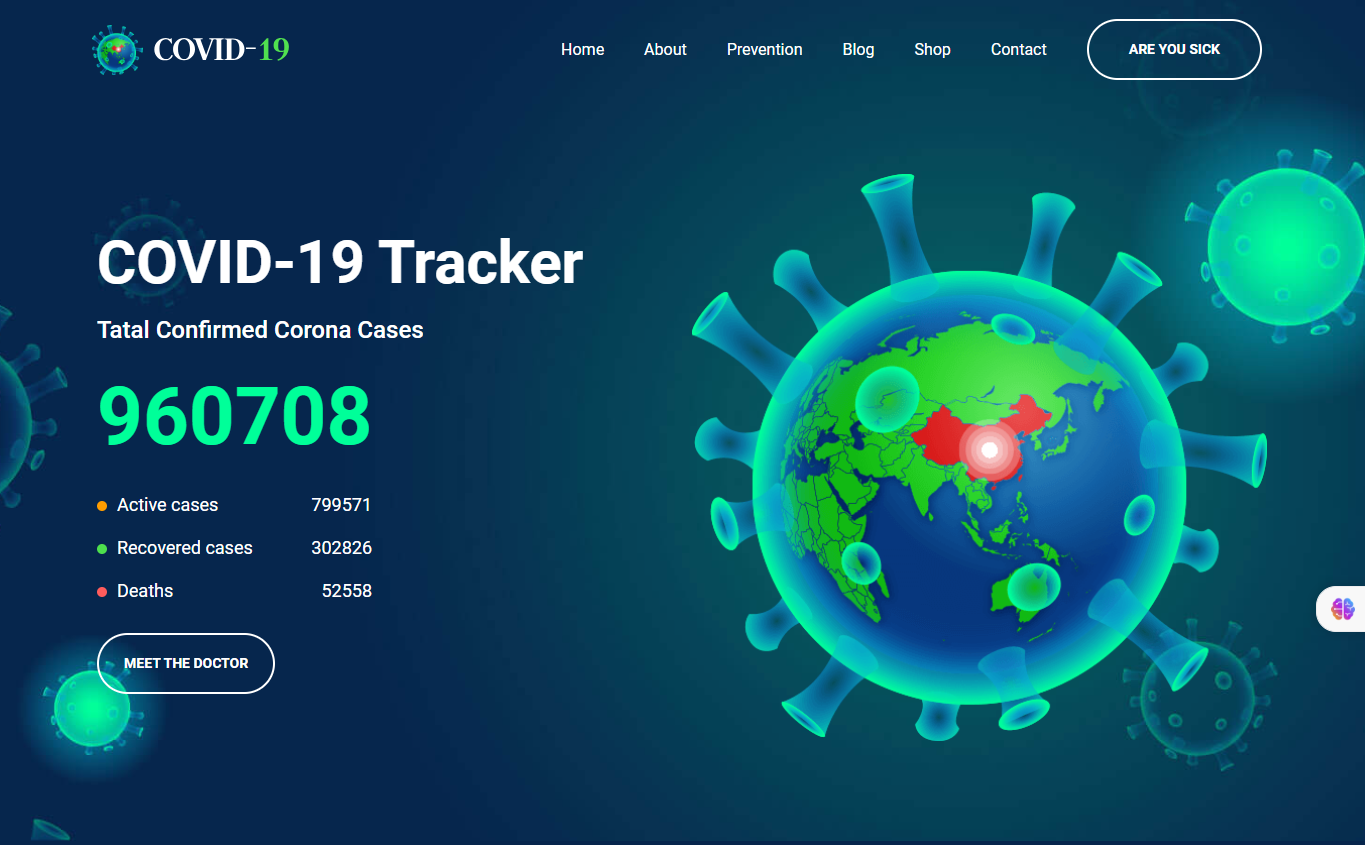 COVID-19
Home About Prevention Blog Shop Contact ARE YOU SICK
COVID-19 Tracker
Tatal Confirmed Corona Cases
960708
Active cases 799571
Recovered cases 302826
Deaths 52558
MEET THE DOCTOR